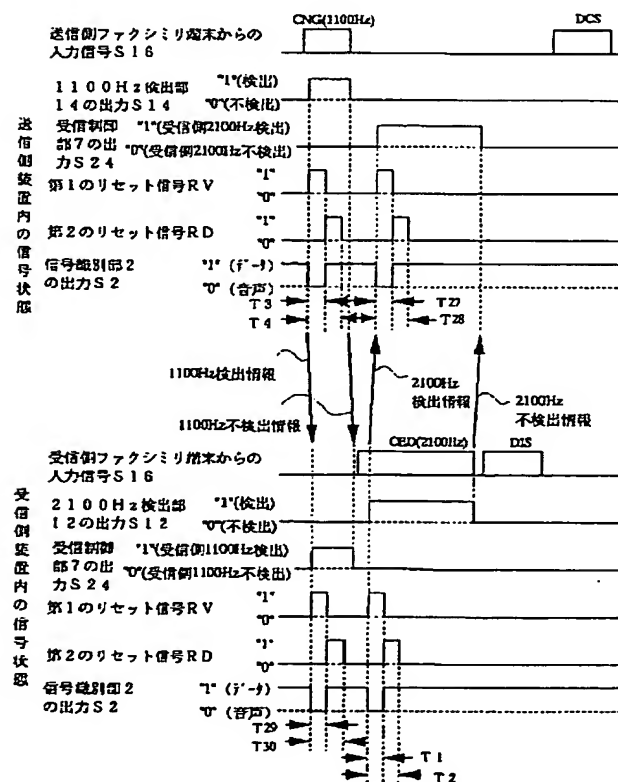 CNG(1100Hz)
DCS
送信側ファクシミリ端末からの
入力信号S16
1100Hz検出部
14の出力S14
"1"(検出)
"0"(不検出)
送信側装置内の信号状態
受信制御
部7の出
力S24
"1"(受信側2100Hz検出)
"0"(受信側2100Hz不検出)
第1のリセット信号RV
"1"
"0"
第2のリセット信号RD
"1"
"0"
信号識別部2
の出力S2
"1"(データ)
"0"(音声)
T3
T27
T4
T28
1100Hz検出情報
2100Hz
検出情報
2100Hz
不検出情報
1100Hz不検出情報
受信側ファクシミリ端末からの
入力信号S16
CED(2100Hz)
DIS
受信側装置内の信号状態
2100Hz検出部
12の出力S12
"1"(検出)
"0"(不検出)
受信制御
部7の出
力S24
"1"(受信側1100Hz検出)
"0"(受信側1100Hz不検出)
第1のリセット信号RV
"1"
"0"
第2のリセット信号RD
"1"
"0"
信号識別部2
の出力S2
"1"(データ)
"0"(音声)
T29
T30
T1
T2